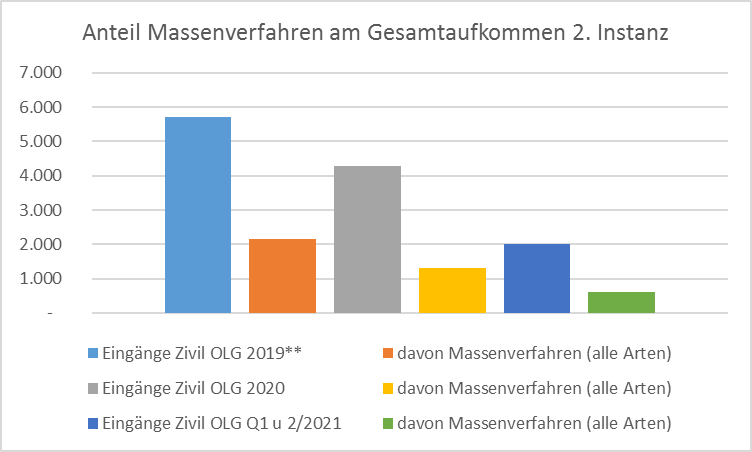 Anteil Massenverfahren am Gesamtaufkommen 2. Instanz
7.000
6.000
5.000
4.000
3.000
2.000
1.000
-
Eingänge Zivil OLG 2019** davon Massenverfahren (alle Arten)
Eingänge Zivil OLG 2020 davon Massenverfahren (alle Arten)
Eingänge Zivil OLG Q1 u 2/2021 davon Massenverfahren (alle Arten)